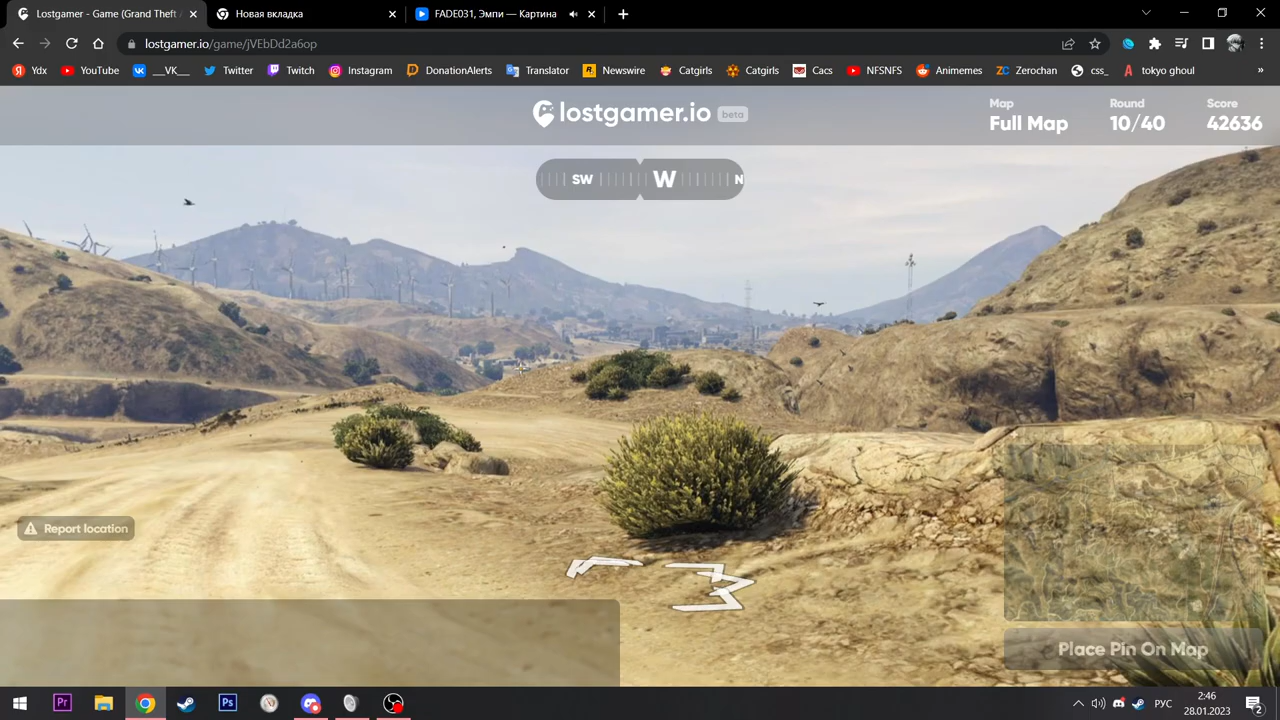 Lostgamer - Game (Grand Theft
Новая вкладка
FADE031, Эмпи — Картина
lostgamer.io/game/jVEbDd2a6op
Ydx
YouTube
__VK__
Twitter
Twitch
Instagram
DonationAlerts
Translator
Newswire
Catgirls
Catgirls
Cacs
NFSNFS
Animemes
Zerochan
css_
tokyo ghoul
lostgamer.io beta
Map
Full Map
Round
10/40
Score
42636
SW W N
Report location
Place Pin On Map
2:46
РУС
28.01.2023
2